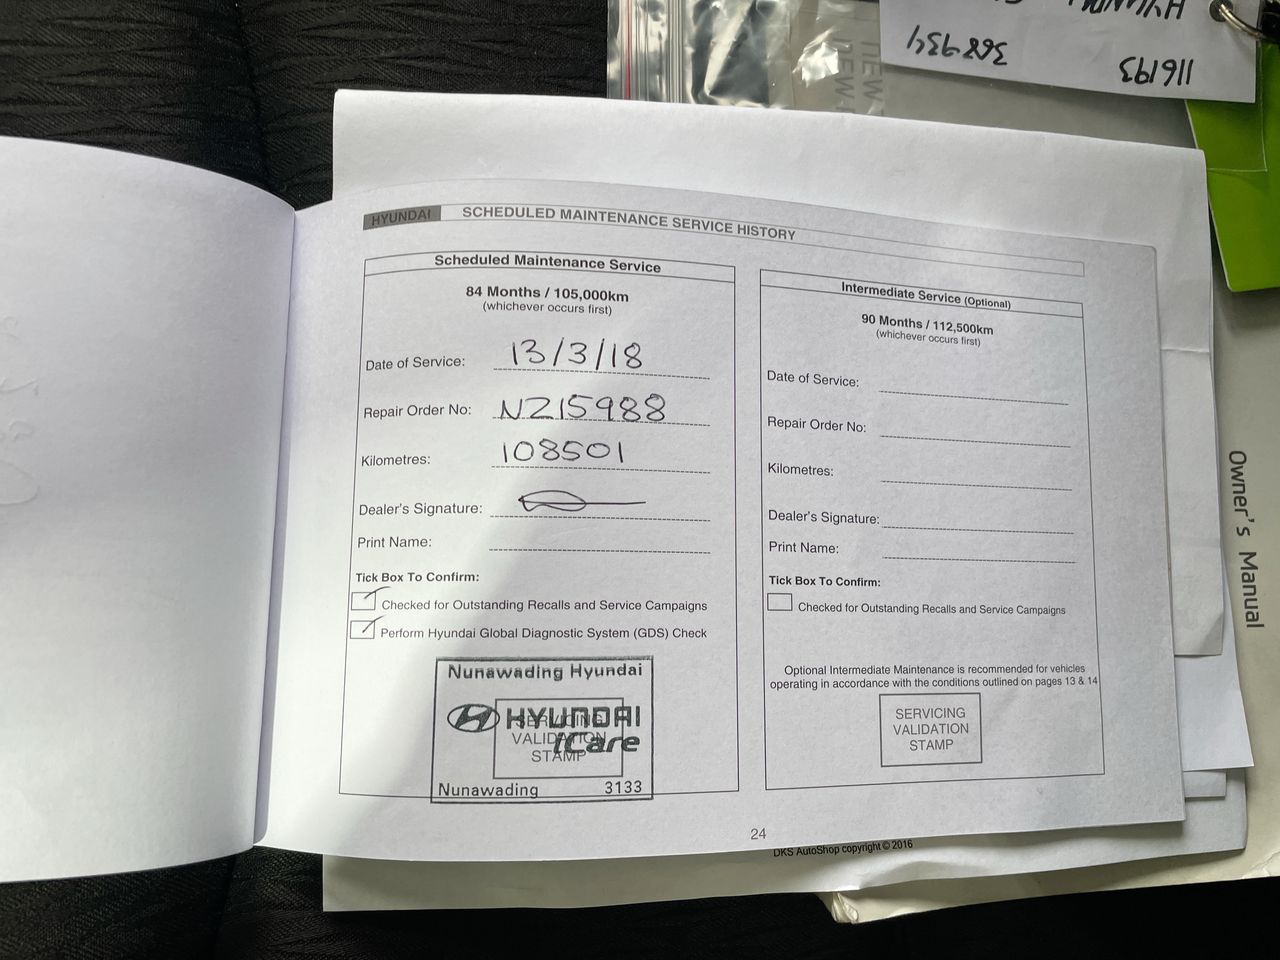 HYUNDAI
1689934
116193
NEW
HYUNDAI SCHEDULED MAINTENANCE SERVICE HISTORY
Scheduled Maintenance Service
84 Months / 105,000km
(whichever occurs first)
Date of Service: 13/3/18
Repair Order No: NZ15988
Kilometres: 108501
Dealer's Signature:
Print Name:
Tick Box To Confirm:
Checked for Outstanding Recalls and Service Campaigns
Perform Hyundai Global Diagnostic System (GDS) Check
Nunawading Hyundai
HYUNDAI
iCare
SERVICING
VALIDATION
STAMP
Nunawading 3133
Intermediate Service (Optional)
90 Months / 112,500km
(whichever occurs first)
Date of Service:
Repair Order No:
Kilometres:
Dealer's Signature:
Print Name:
Tick Box To Confirm:
Checked for Outstanding Recalls and Service Campaigns
Optional Intermediate Maintenance is recommended for vehicles
operating in accordance with the conditions outlined on pages 13 & 14
SERVICING
VALIDATION
STAMP
24
DKS AutoShop copyright © 2016
Owner's Manual